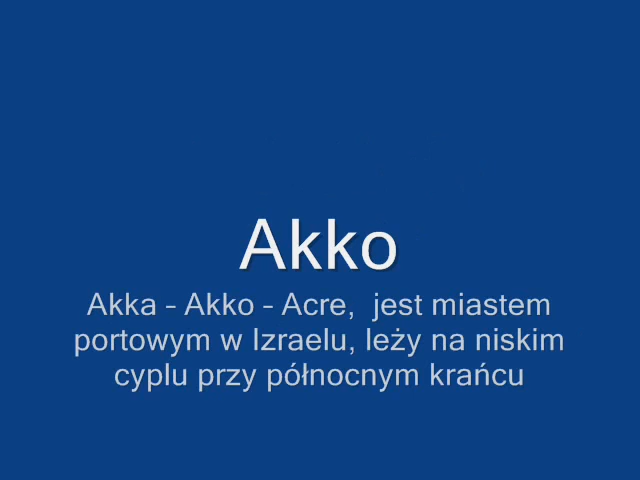 Akko
Akka – Akko – Acre,  jest miastem
portowym w Izraelu, leży na niskim
cyplu przy północnym krańcu